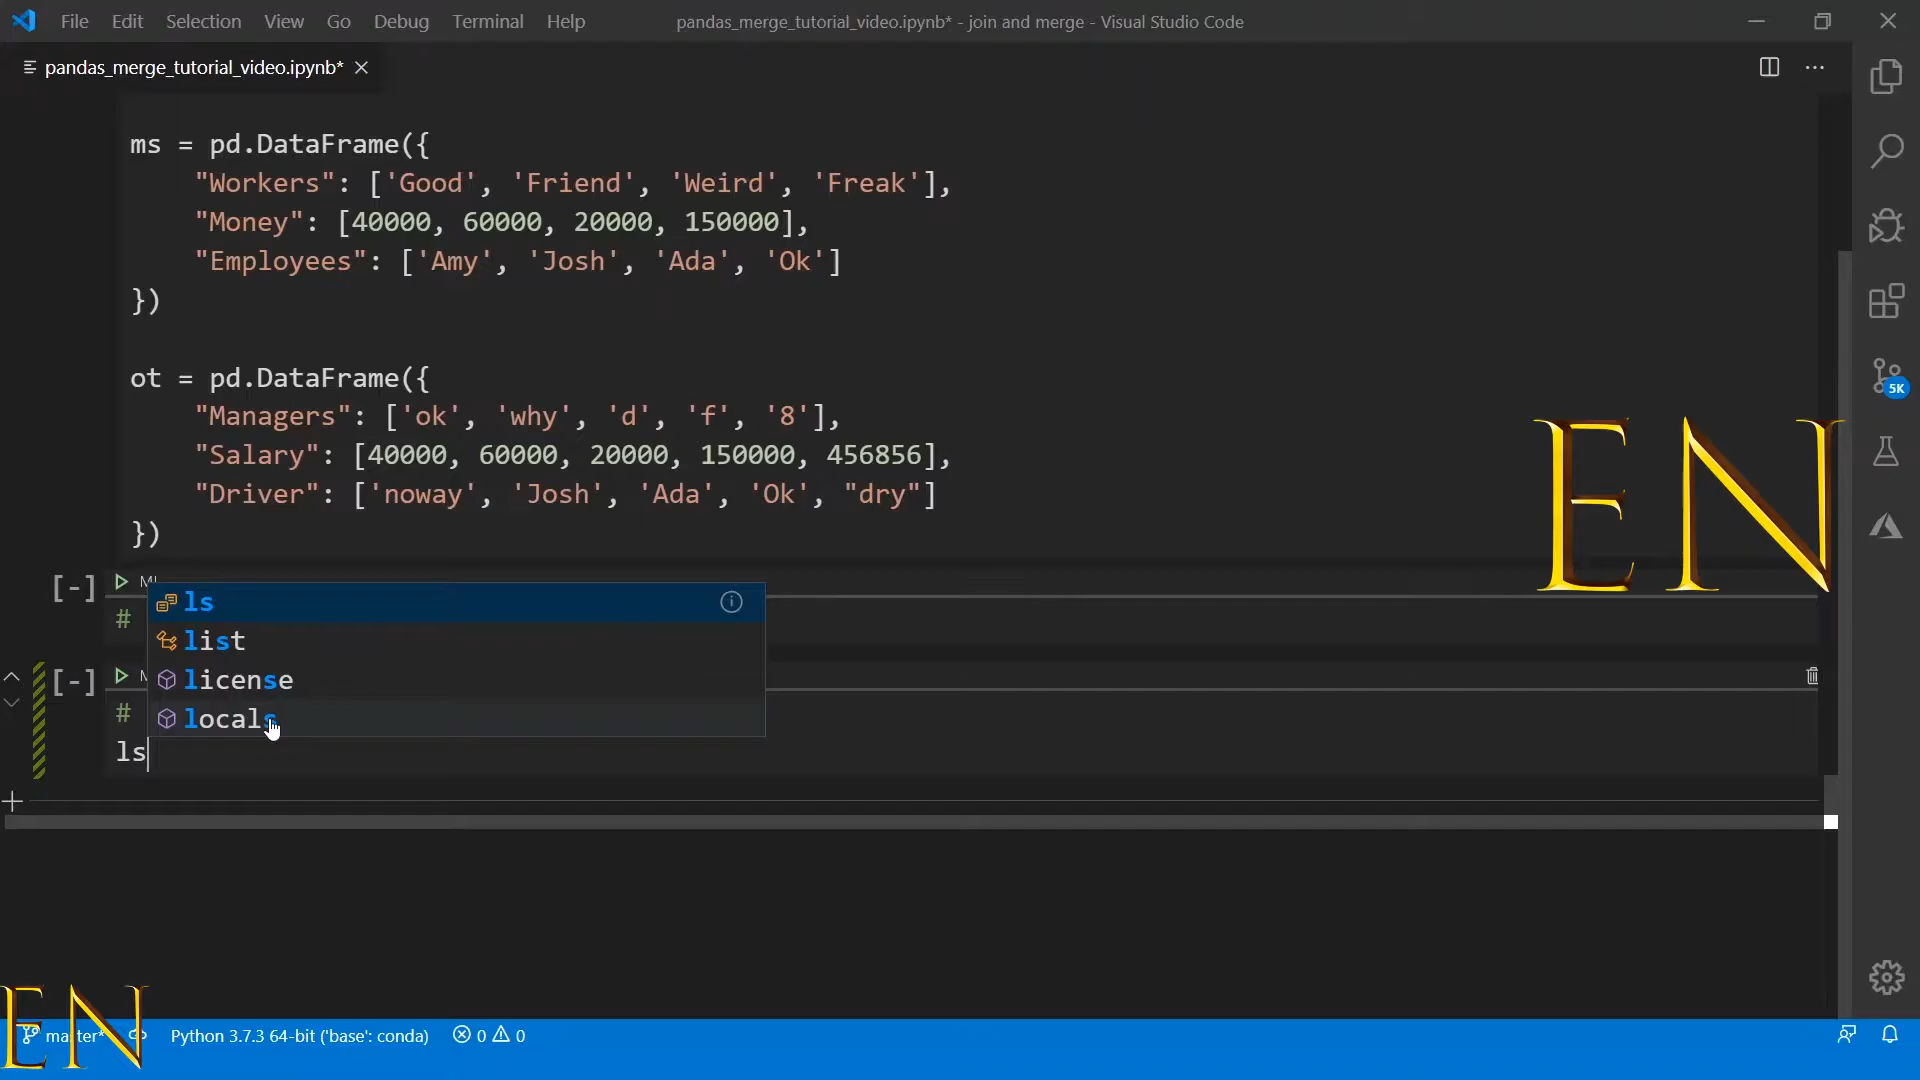 File Edit Selection View Go Debug Terminal Help pandas_merge_tutorial_video.ipynb* - join and merge - Visual Studio Code
pandas_merge_tutorial_video.ipynb*
ms = pd.DataFrame({
"Workers": ['Good', 'Friend', 'Weird', 'Freak'],
"Money": [40000, 60000, 20000, 150000],
"Employees": ['Amy', 'Josh', 'Ada', 'Ok']
})
5K
ot = pd.DataFrame({
"Managers": ['ok', 'why', 'd', 'f', '8'],
"Salary": [40000, 60000, 20000, 150000, 456856],
"Driver": ['noway', 'Josh', 'Ada', 'Ok', "dry"]
})
EN
[-]
ls
#
list
license
[-]
#
locals
ls
EN
master* Python 3.7.3 64-bit ('base': conda) 0 0